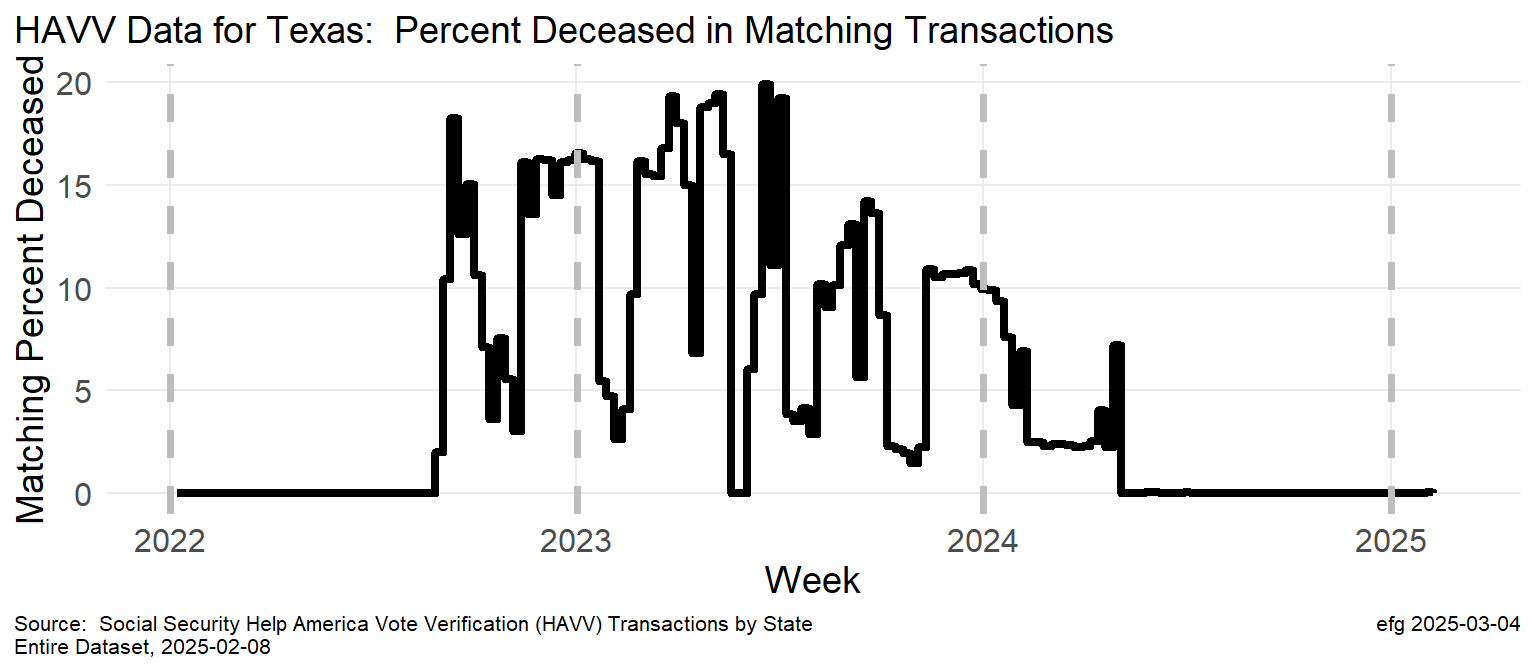 HAVV Data for Texas:  Percent Deceased in Matching Transactions
Matching Percent Deceased
20
15
10
5
0
2022
2023
2024
2025
Week
Source:  Social Security Help America Vote Verification (HAVV) Transactions by State
Entire Dataset, 2025-02-08
efg 2025-03-04